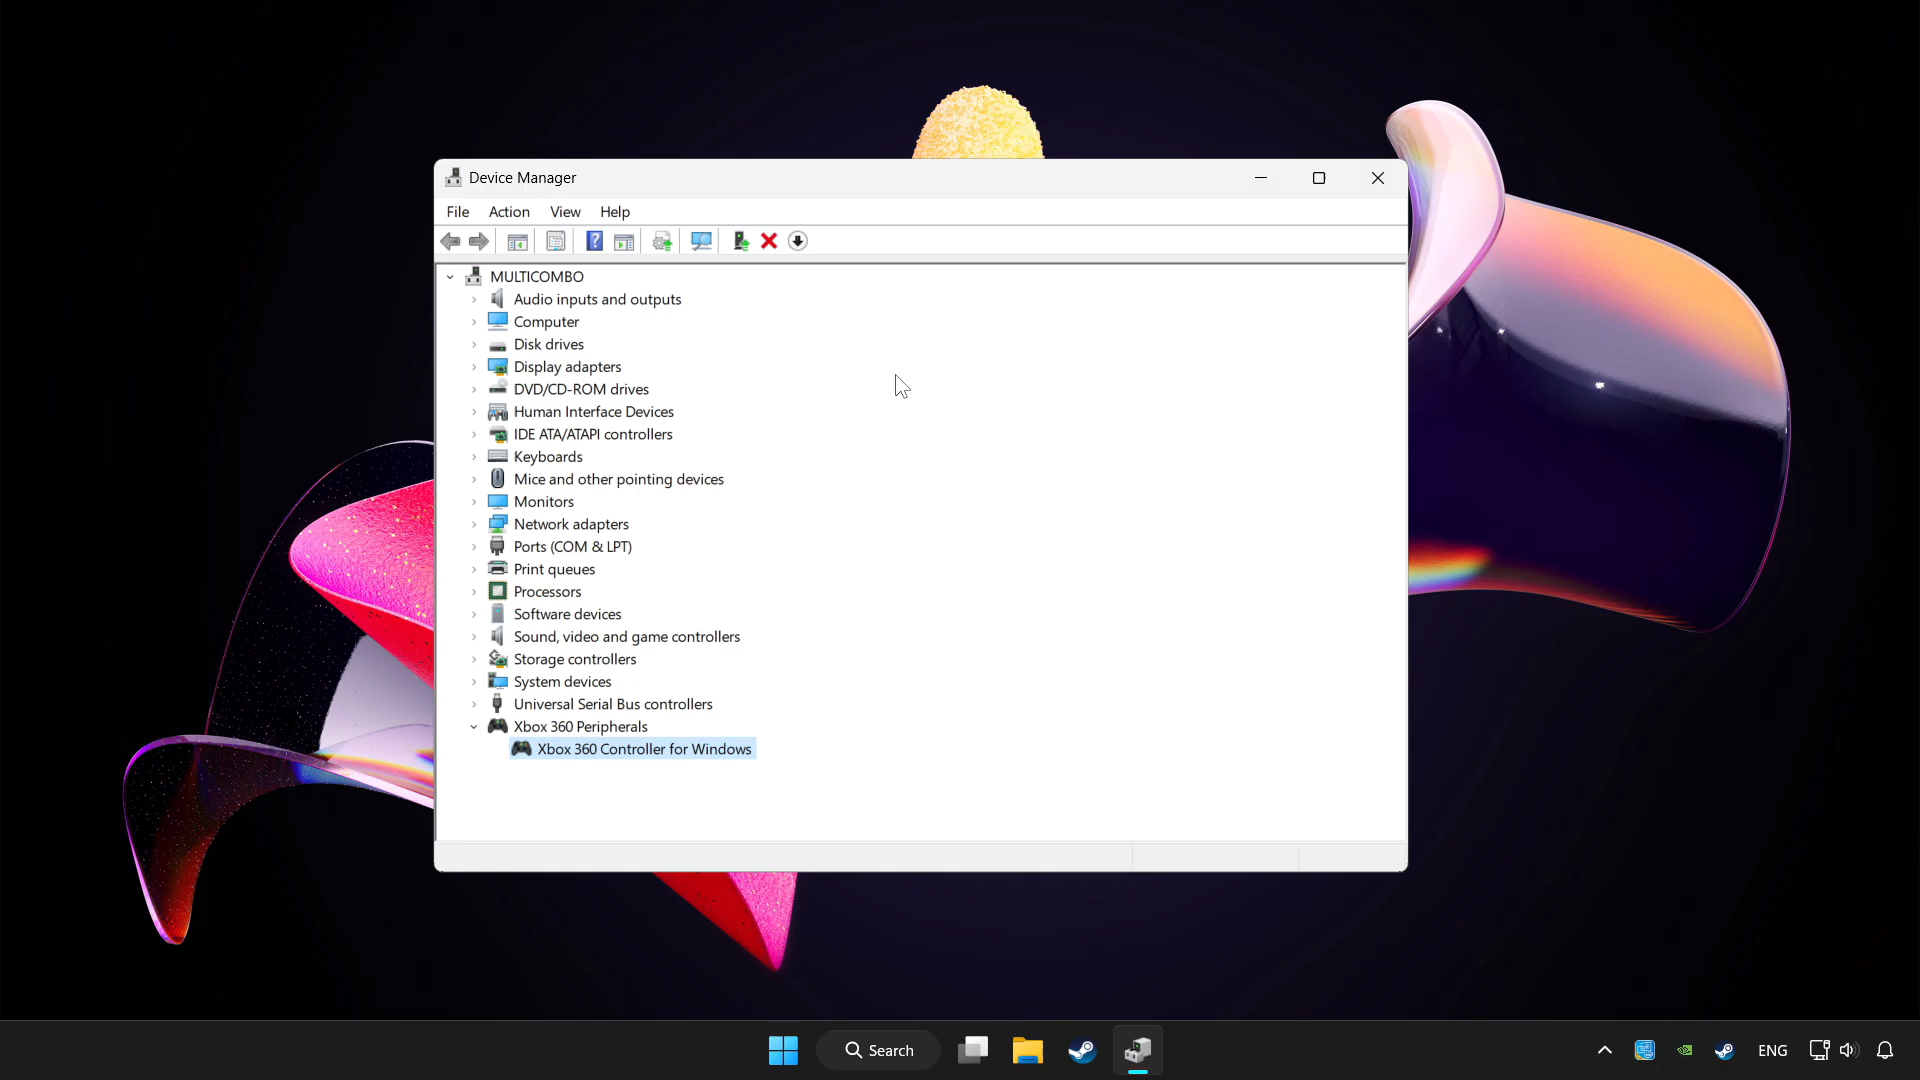 Device Manager
File Action View Help
MULTICOMBO
Audio inputs and outputs
Computer
Disk drives
Display adapters
DVD/CD-ROM drives
Human Interface Devices
IDE ATA/ATAPI controllers
Keyboards
Mice and other pointing devices
Monitors
Network adapters
Ports (COM & LPT)
Print queues
Processors
Software devices
Sound, video and game controllers
Storage controllers
System devices
Universal Serial Bus controllers
Xbox 360 Peripherals
Xbox 360 Controller for Windows
Search
ENG